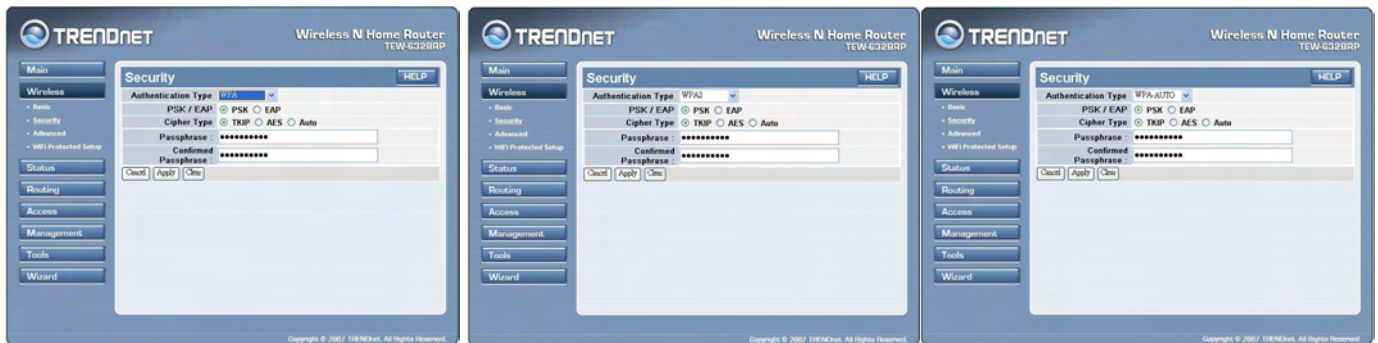 TRENDNET
Wireless N Home Router
TEW-632BRP
Main
Wireless
• Basic
• Security
• Advanced
• WiFi Protected Setup
Status
Routing
Access
Management
Tools
Wizard
Security
HELP
Authentication Type WPA
PSK / EAP PSK EAP
Cipher Type TKIP AES Auto
Passphrase : ••••••••••
Confirmed
Passphrase : ••••••••••
Cancel Apply Clear
Copyright © 2007 TRENDnet. All Rights Reserved.
TRENDNET
Wireless N Home Router
TEW-632BRP
Main
Wireless
• Basic
• Security
• Advanced
• WiFi Protected Setup
Status
Routing
Access
Management
Tools
Wizard
Security
HELP
Authentication Type WPA2
PSK / EAP PSK EAP
Cipher Type TKIP AES Auto
Passphrase : ••••••••••
Confirmed
Passphrase : ••••••••••
Cancel Apply Clear
Copyright © 2007 TRENDnet. All Rights Reserved.
TRENDNET
Wireless N Home Router
TEW-632BRP
Main
Wireless
• Basic
• Security
• Advanced
• WiFi Protected Setup
Status
Routing
Access
Management
Tools
Wizard
Security
HELP
Authentication Type WPA-AUTO
PSK / EAP PSK EAP
Cipher Type TKIP AES Auto
Passphrase : ••••••••••
Confirmed
Passphrase : ••••••••••
Cancel Apply Clear
Copyright © 2007 TRENDnet. All Rights Reserved.